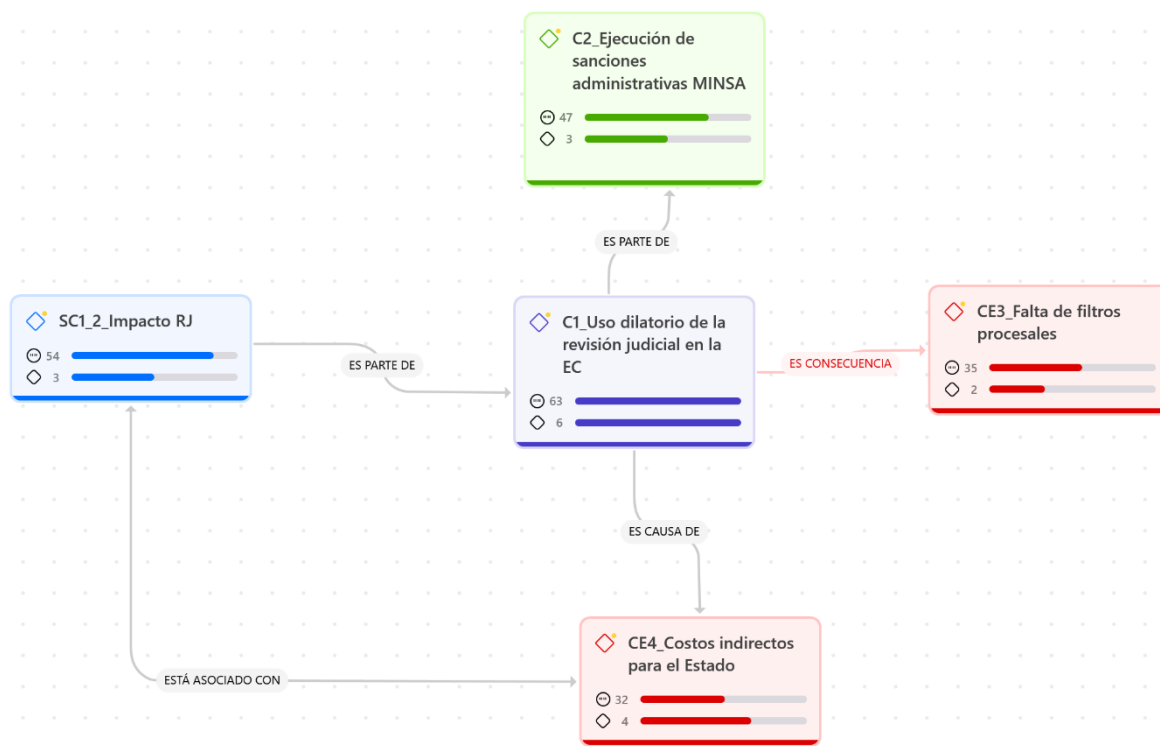 C2_Ejecución de
sanciones
administrativas MINSA
47
3
ES PARTE DE
SC1_2_Impacto RJ
54
3
ES PARTE DE
C1_Uso dilatorio de la
revisión judicial en la
EC
63
6
ES CONSECUENCIA
CE3_Falta de filtros
procesales
35
2
ES CAUSA DE
CE4_Costos indirectos
para el Estado
32
4
ESTÁ ASOCIADO CON